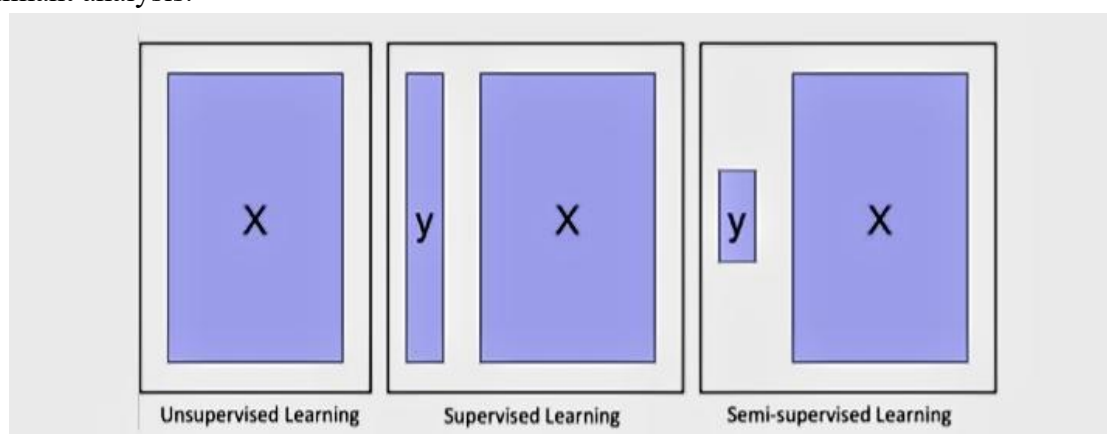 X
y
X
y
X
Unsupervised Learning
Supervised Learning
Semi-supervised Learning